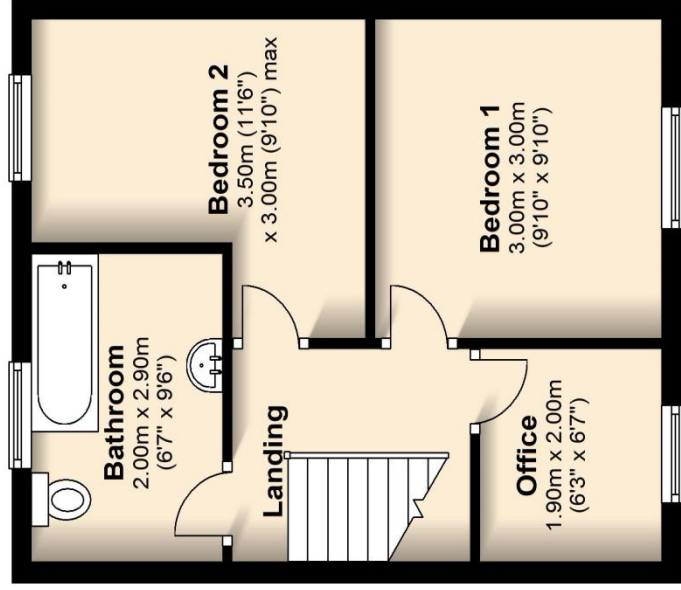 Bedroom 2
3.50m (11'6")
x 3.00m (9'10") max
Bedroom 1
3.00m x 3.00m
(9'10" x 9'10")
Bathroom
2.00m x 2.90m
(6'7" x 9'6")
Landing
Office
1.90m x 2.00m
(6'3" x 6'7")